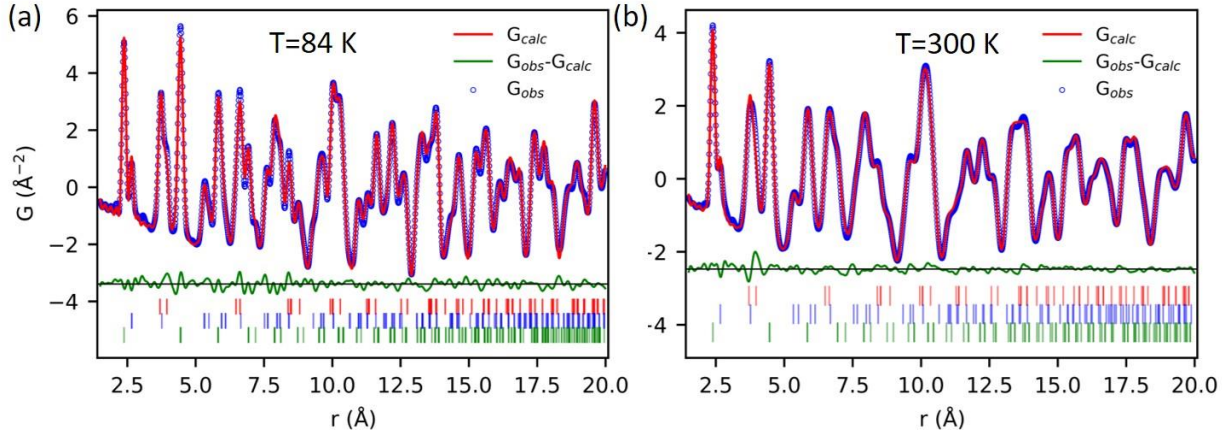 (a)
T=84 K
G_calc
G_obs-G_calc
G_obs
G (Å⁻²)
6
4
2
0
−2
−4
2.5 5.0 7.5 10.0 12.5 15.0 17.5 20.0
r (Å)
(b)
T=300 K
G_calc
G_obs-G_calc
G_obs
4
2
0
−2
−4
2.5 5.0 7.5 10.0 12.5 15.0 17.5 20.0
r (Å)